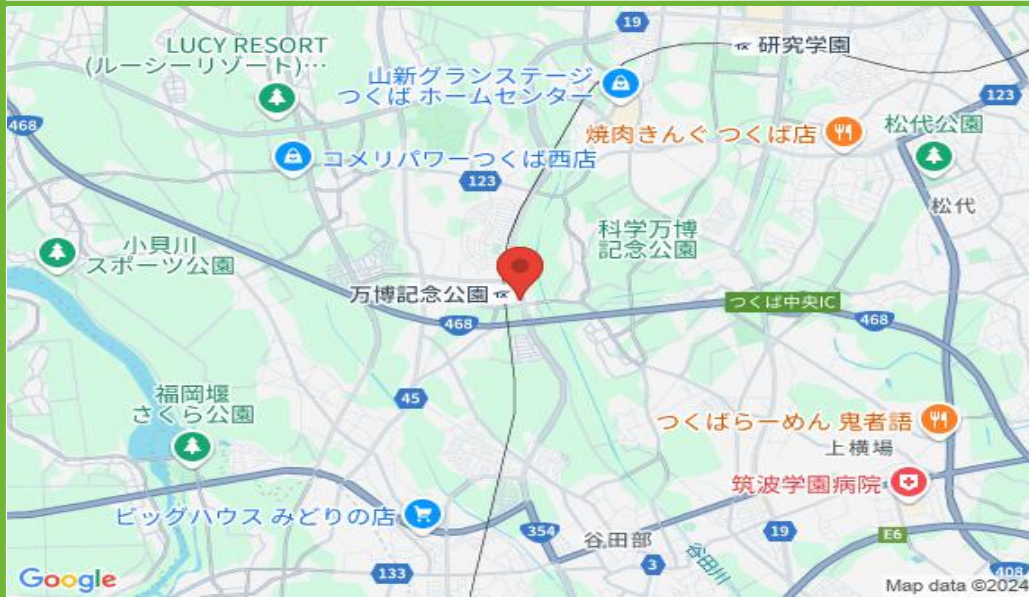 19
研究学園
LUCY RESORT
(ルーシーリゾート)…
山新グランステージ
つくば ホームセンター
123
468
焼肉きんぐ つくば店
松代公園
コメリパワーつくば西店
123
松代
科学万博
記念公園
小貝川
スポーツ公園
万博記念公園
つくば中央IC
468
468
福岡堰
さくら公園
45
つくばらーめん 鬼者語
上横場
筑波学園病院
ビッグハウス みどりの店
354
谷田部
19
E6
谷田川
3
133
408
Google
Map data ©2024